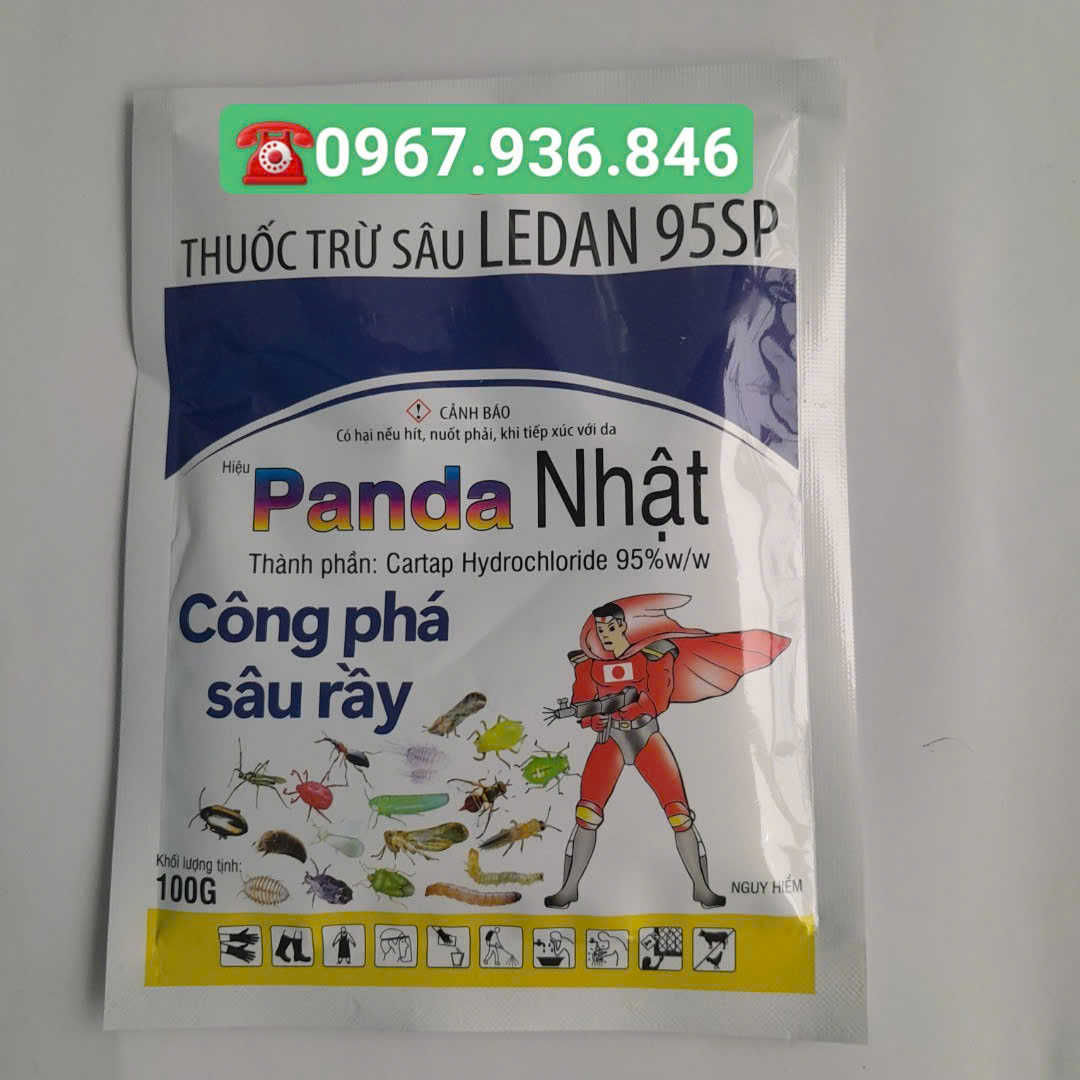 ☎️0967.936.846
THUỐC TRỪ SÂU LEDAN 95SP
CẢNH BÁO
Có hại nếu hít, nuốt phải, khi tiếp xúc với da
Hiệu
Panda Nhật
Thành phần: Cartap Hydrochloride 95%w/w
Công phá
sâu rầy
Khối lượng tịnh:
100G
NGUY HIỂM